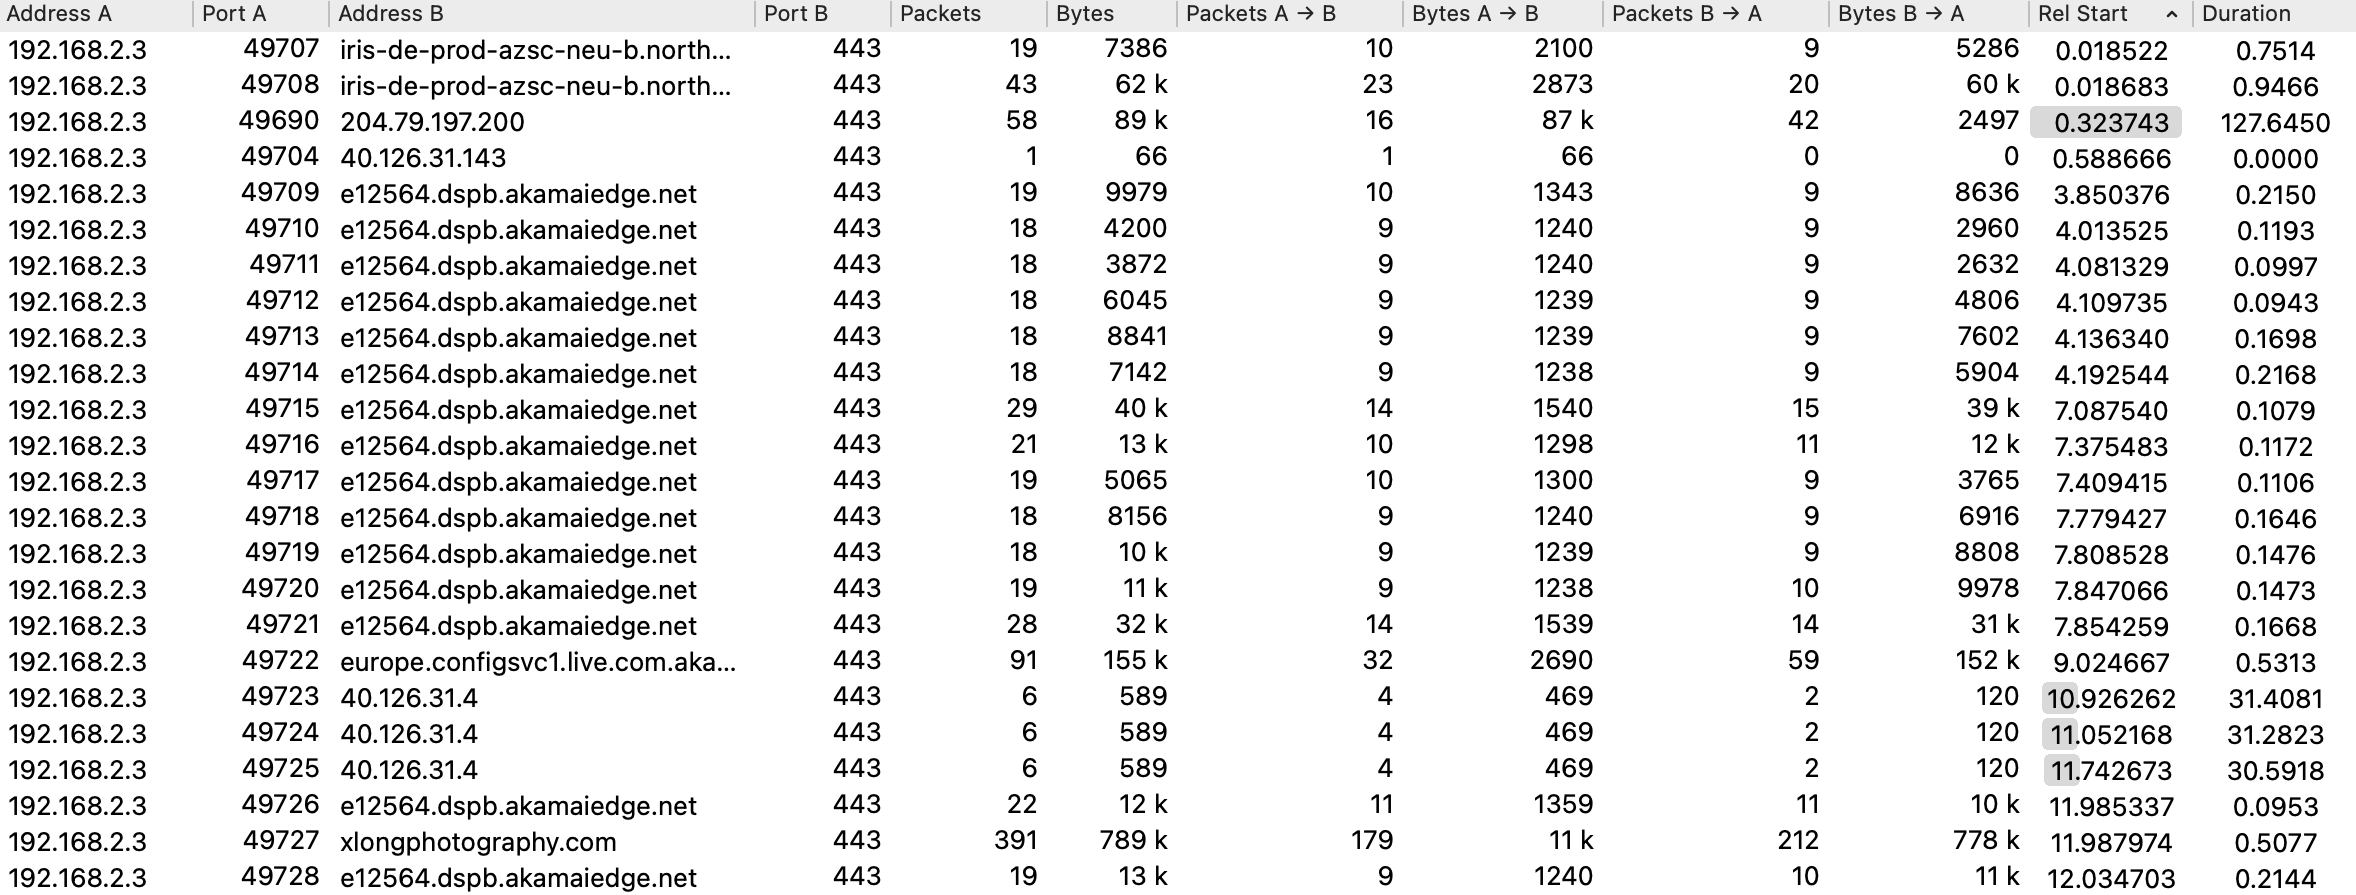 Address A Port A Address B Port B Packets Bytes Packets A → B Bytes A → B Packets B → A Bytes B → A Rel Start Duration
192.168.2.3 49707 iris-de-prod-azsc-neu-b.north... 443 19 7386 10 2100 9 5286 0.018522 0.7514
192.168.2.3 49708 iris-de-prod-azsc-neu-b.north... 443 43 62 k 23 2873 20 60 k 0.018683 0.9466
192.168.2.3 49690 204.79.197.200 443 58 89 k 16 87 k 42 2497 0.323743 127.6450
192.168.2.3 49704 40.126.31.143 443 1 66 1 66 0 0 0.588666 0.0000
192.168.2.3 49709 e12564.dspb.akamaiedge.net 443 19 9979 10 1343 9 8636 3.850376 0.2150
192.168.2.3 49710 e12564.dspb.akamaiedge.net 443 18 4200 9 1240 9 2960 4.013525 0.1193
192.168.2.3 49711 e12564.dspb.akamaiedge.net 443 18 3872 9 1240 9 2632 4.081329 0.0997
192.168.2.3 49712 e12564.dspb.akamaiedge.net 443 18 6045 9 1239 9 4806 4.109735 0.0943
192.168.2.3 49713 e12564.dspb.akamaiedge.net 443 18 8841 9 1239 9 7602 4.136340 0.1698
192.168.2.3 49714 e12564.dspb.akamaiedge.net 443 18 7142 9 1238 9 5904 4.192544 0.2168
192.168.2.3 49715 e12564.dspb.akamaiedge.net 443 29 40 k 14 1540 15 39 k 7.087540 0.1079
192.168.2.3 49716 e12564.dspb.akamaiedge.net 443 21 13 k 10 1298 11 12 k 7.375483 0.1172
192.168.2.3 49717 e12564.dspb.akamaiedge.net 443 19 5065 10 1300 9 3765 7.409415 0.1106
192.168.2.3 49718 e12564.dspb.akamaiedge.net 443 18 8156 9 1240 9 6916 7.779427 0.1646
192.168.2.3 49719 e12564.dspb.akamaiedge.net 443 18 10 k 9 1239 9 8808 7.808528 0.1476
192.168.2.3 49720 e12564.dspb.akamaiedge.net 443 19 11 k 9 1238 10 9978 7.847066 0.1473
192.168.2.3 49721 e12564.dspb.akamaiedge.net 443 28 32 k 14 1539 14 31 k 7.854259 0.1668
192.168.2.3 49722 europe.configsvc1.live.com.aka... 443 91 155 k 32 2690 59 152 k 9.024667 0.5313
192.168.2.3 49723 40.126.31.4 443 6 589 4 469 2 120 10.926262 31.4081
192.168.2.3 49724 40.126.31.4 443 6 589 4 469 2 120 11.052168 31.2823
192.168.2.3 49725 40.126.31.4 443 6 589 4 469 2 120 11.742673 30.5918
192.168.2.3 49726 e12564.dspb.akamaiedge.net 443 22 12 k 11 1359 11 10 k 11.985337 0.0953
192.168.2.3 49727 xlongphotography.com 443 391 789 k 179 11 k 212 778 k 11.987974 0.5077
192.168.2.3 49728 e12564.dspb.akamaiedge.net 443 19 13 k 9 1240 10 11 k 12.034703 0.2144